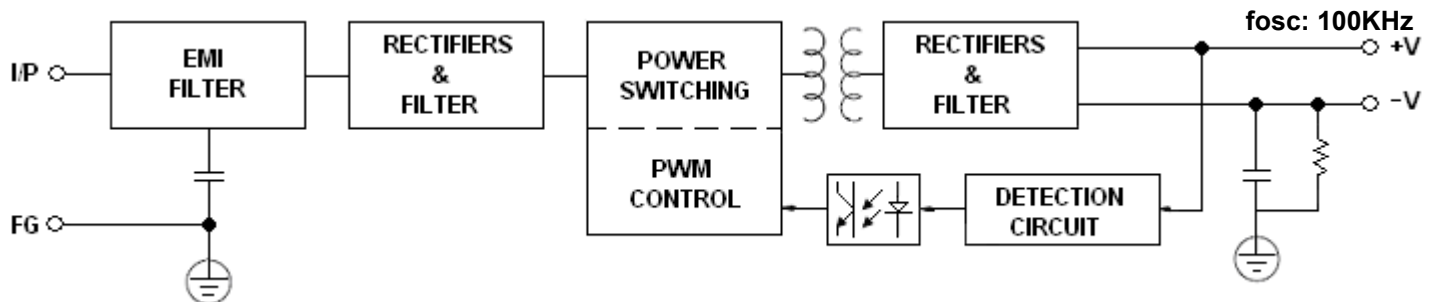 fosc: 100KHz
I/P
EMI
FILTER
RECTIFIERS
&
FILTER
POWER
SWITCHING
PWM
CONTROL
RECTIFIERS
&
FILTER
+V
-V
DETECTION
CIRCUIT
FG